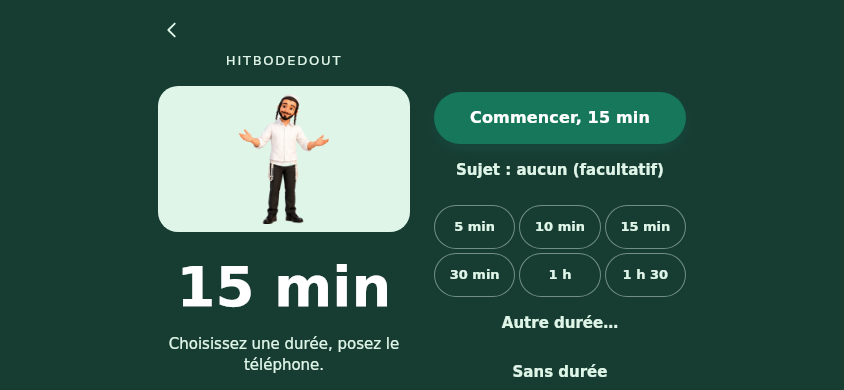 HITBODEDOUT
15 min
Choisissez une durée, posez le
téléphone.
Commencer, 15 min
Sujet : aucun (facultatif)
5 min
10 min
15 min
30 min
1 h
1 h 30
Autre durée…
Sans durée